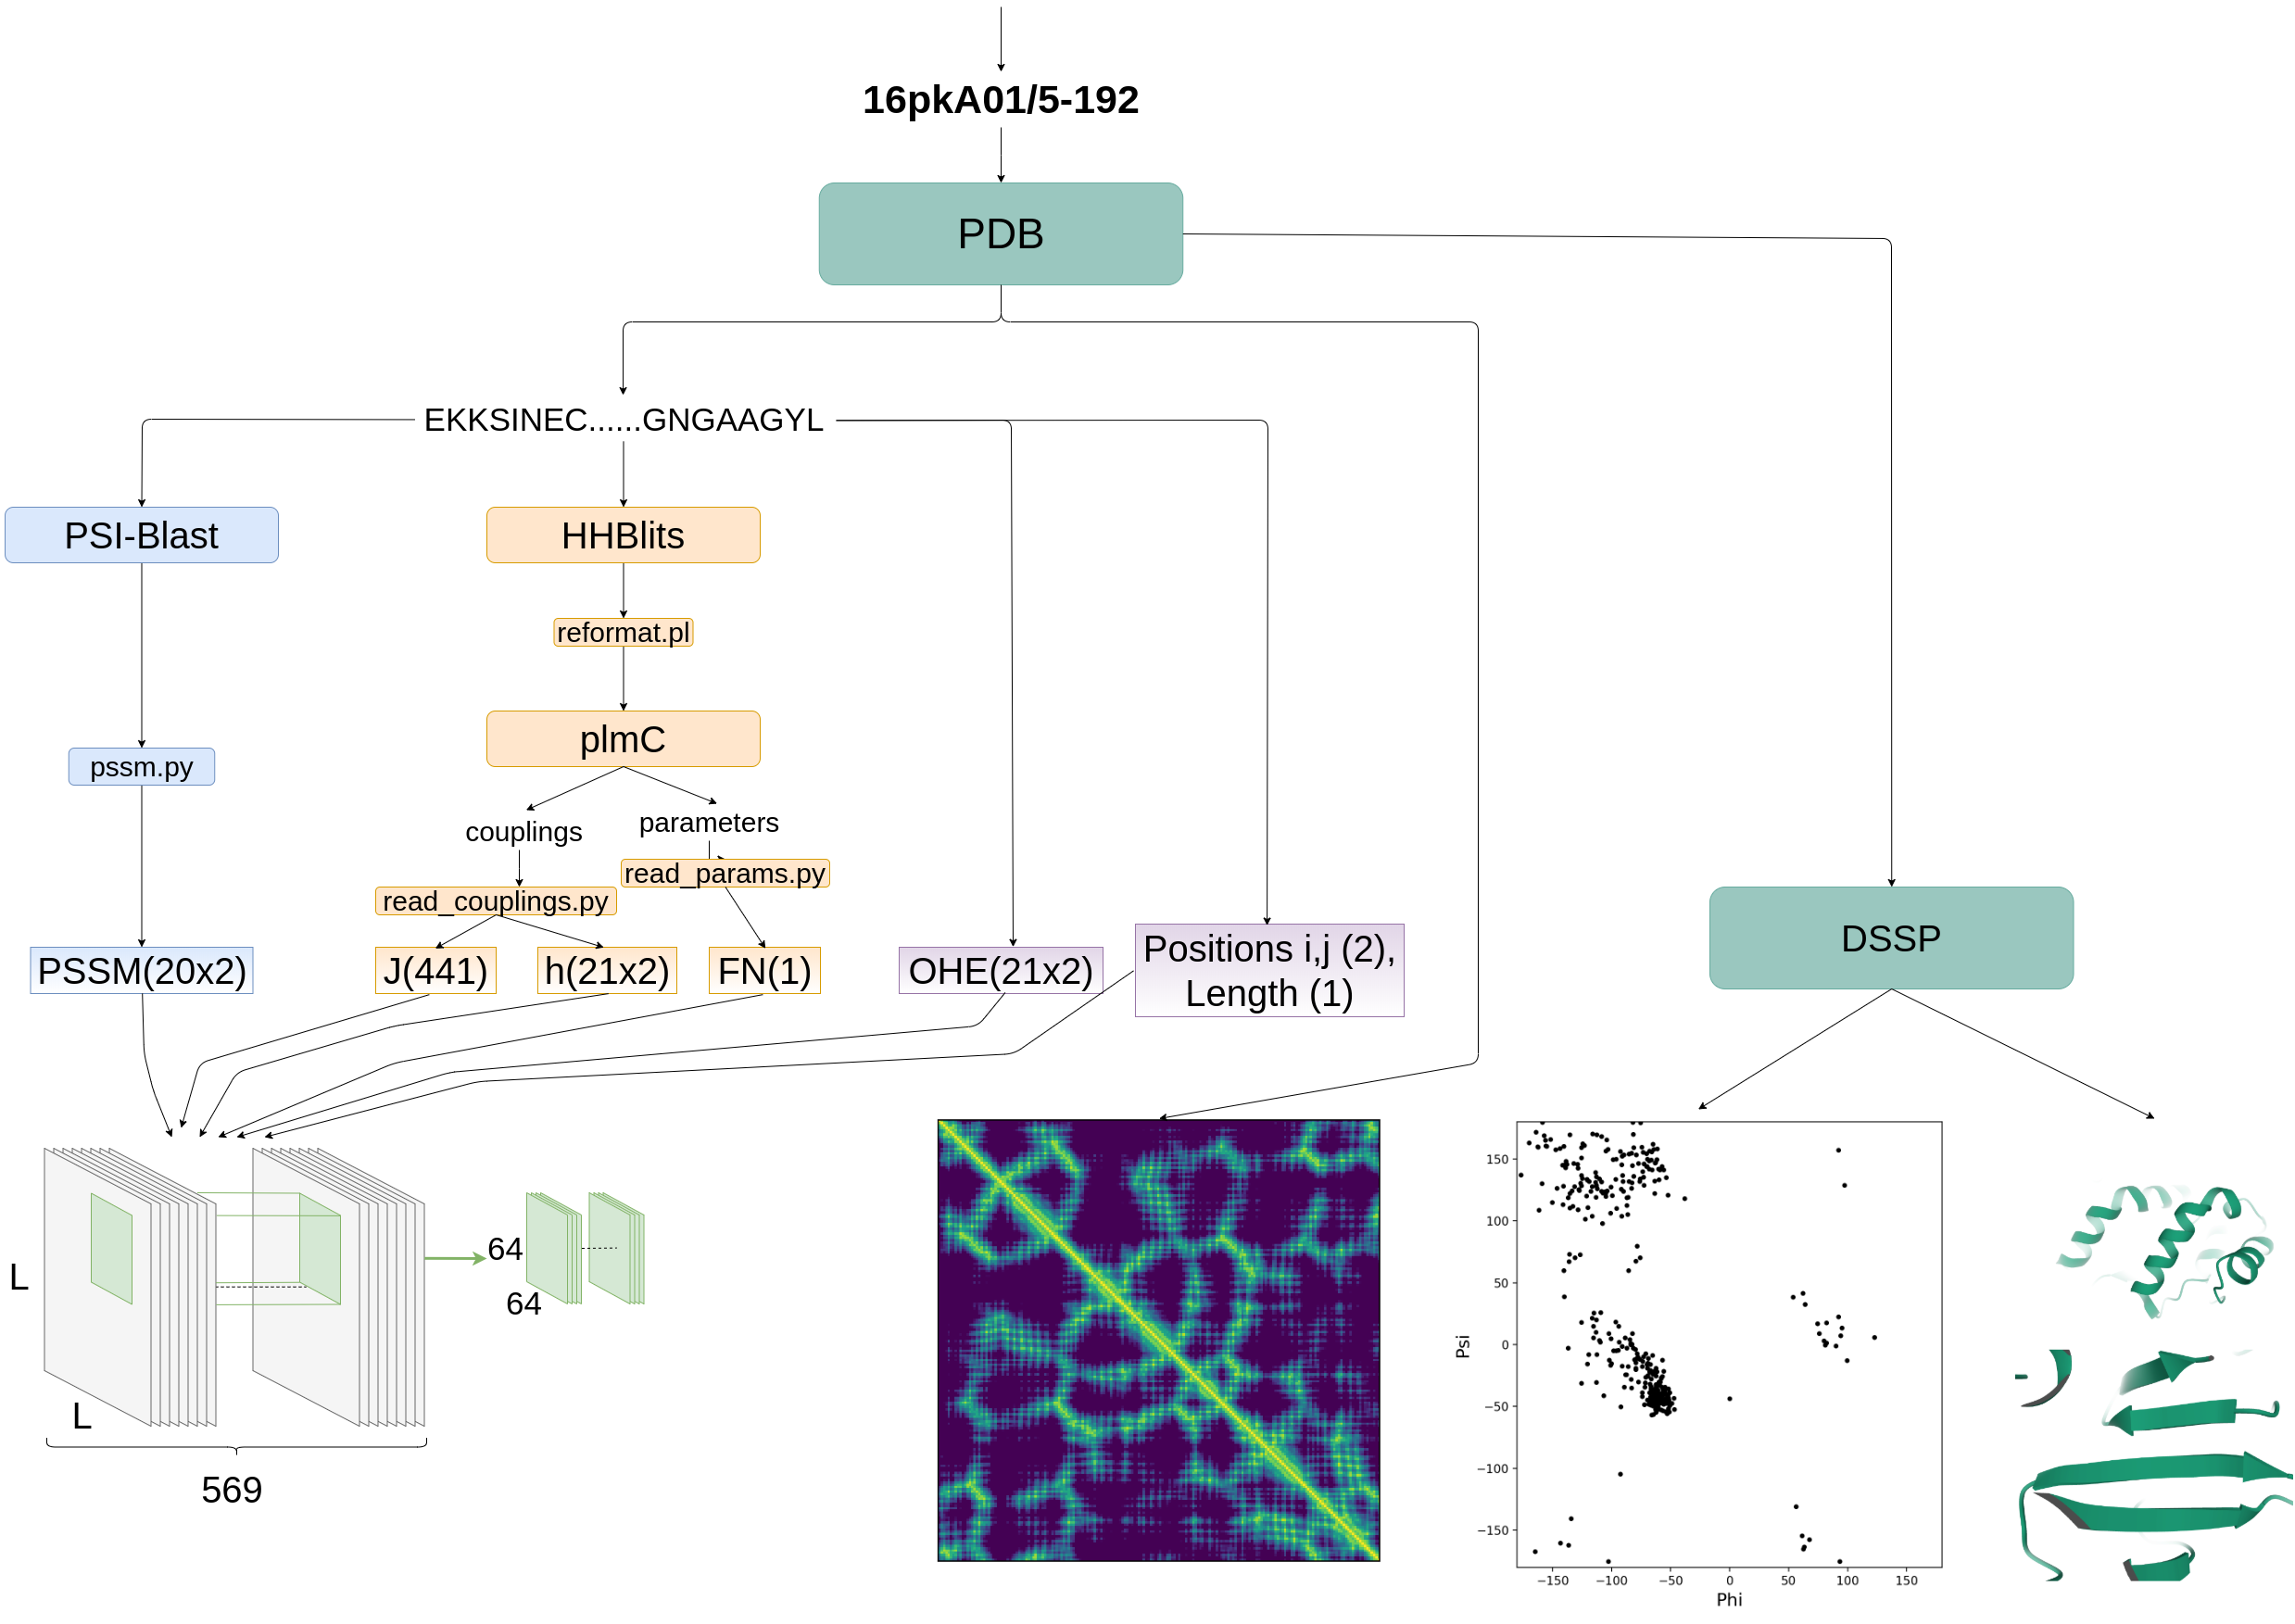 16pkA01/5-192
PDB
EKKSINEC......GNGAAGYL
PSI-Blast
HHBlits
reformat.pl
plmC
pssm.py
couplings
parameters
read_params.py
read_couplings.py
PSSM(20x2)
J(441)
h(21x2)
FN(1)
OHE(21x2)
Positions i,j (2),
Length (1)
DSSP
L
L
569
64
64
150
100
50
0
−50
−100
−150
Psi
−150
−100
−50
0
50
100
150
Phi